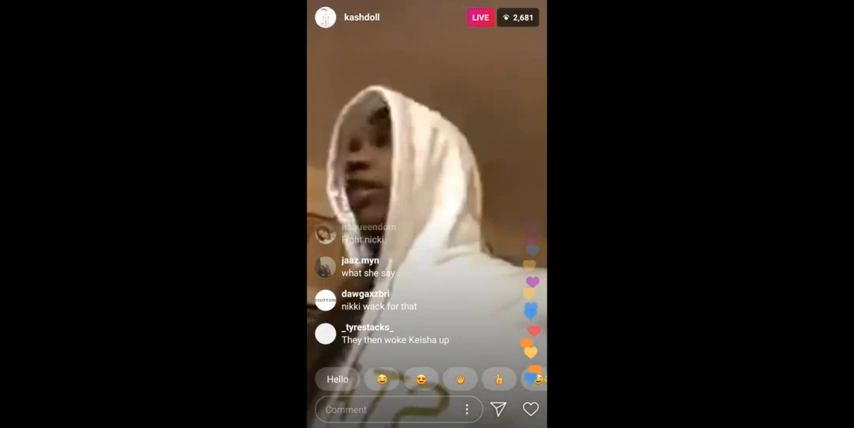 kashdoll
LIVE
2,681
queendom
nicki
jaaz.myn
what she say
dawgaxzbri
nikki wack for that
_tyrestacks_
They then woke Keisha up
Hello
Comment